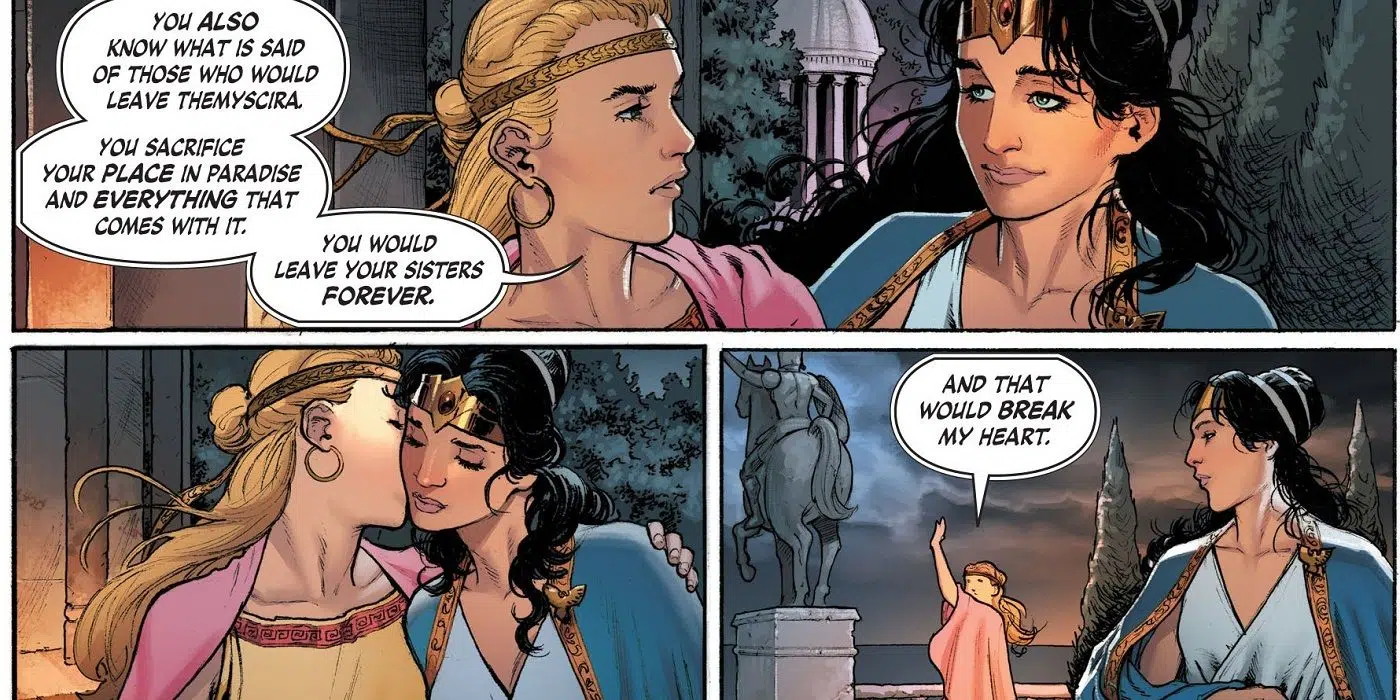 YOU ALSO
KNOW WHAT IS SAID
OF THOSE WHO WOULD
LEAVE THEMYSCIRA.
YOU SACRIFICE
YOUR PLACE IN PARADISE
AND EVERYTHING THAT
COMES WITH IT.
YOU WOULD
LEAVE YOUR SISTERS
FOREVER.
AND THAT
WOULD BREAK
MY HEART.